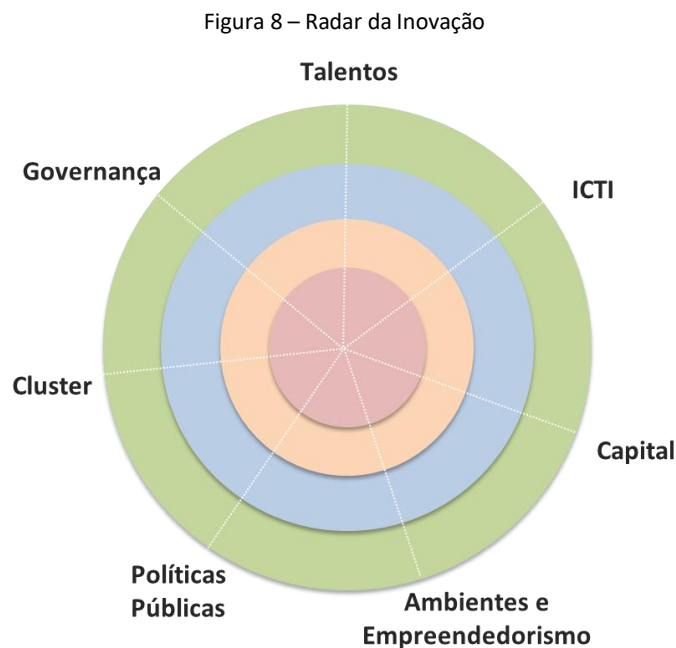 Figura 8 – Radar da Inovação
Talentos
Governança
ICTI
Cluster
Capital
Políticas
Públicas
Ambientes e
Empreendedorismo